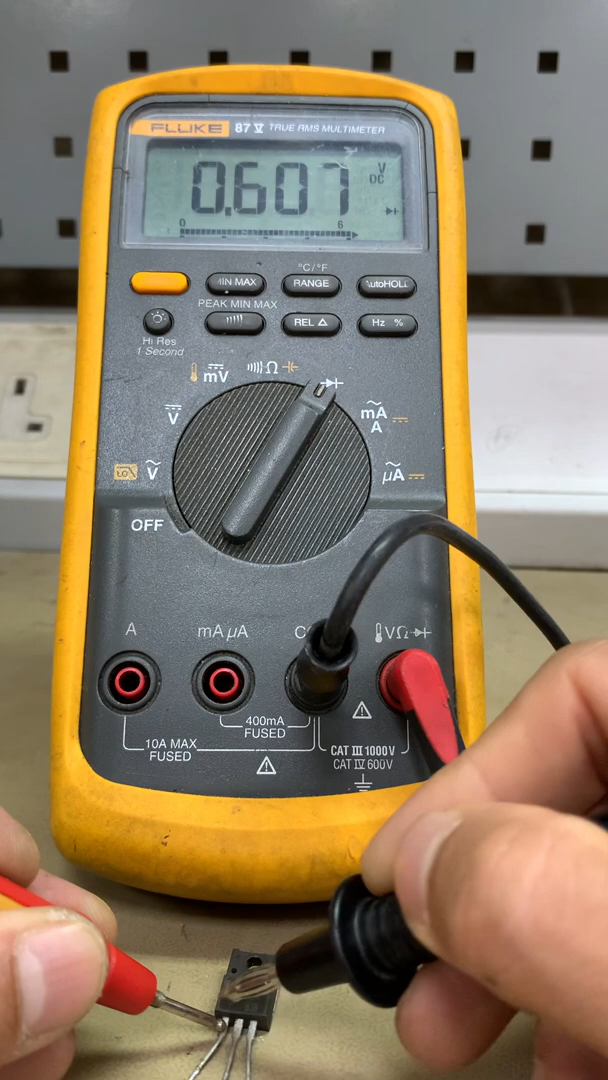 FLUKE 87 V TRUE RMS MULTIMETER
0.607 V DC
0 6
°C/°F
MIN MAX RANGE AutoHOLD
PEAK MIN MAX
REL Δ Hz %
Hi Res
1 Second
mV Ω
V mA
A
V µA
OFF
A mA µA C VΩ
400mA
FUSED
10A MAX
FUSED
CAT III 1000V
CAT IV 600V